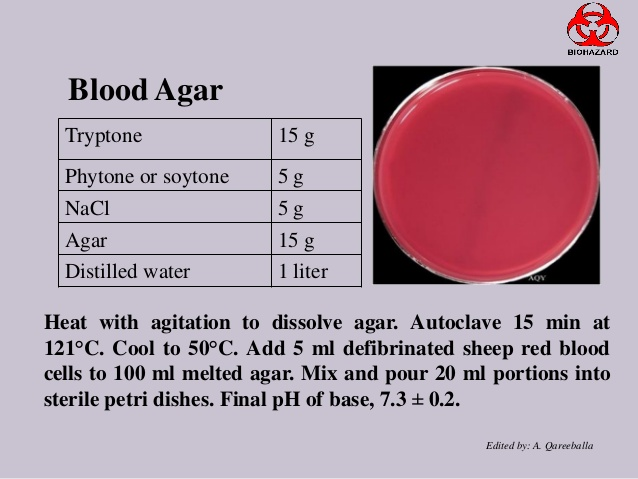 BIOHAZARD
Blood Agar
Tryptone 15 g
Phytone or soytone 5 g
NaCl 5 g
Agar 15 g
Distilled water 1 liter
AQY
Heat with agitation to dissolve agar. Autoclave 15 min at
121°C. Cool to 50°C. Add 5 ml defibrinated sheep red blood
cells to 100 ml melted agar. Mix and pour 20 ml portions into
sterile petri dishes. Final pH of base, 7.3 ± 0.2.
Edited by: A. Qareeballa